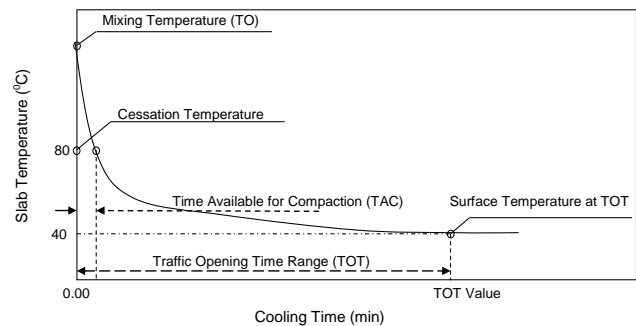 Mixing Temperature (TO)
Cessation Temperature
80
Time Available for Compaction (TAC)
Surface Temperature at TOT
40
Traffic Opening Time Range (TOT)
0.00
TOT Value
Cooling Time (min)
Slab Temperature (⁰C)